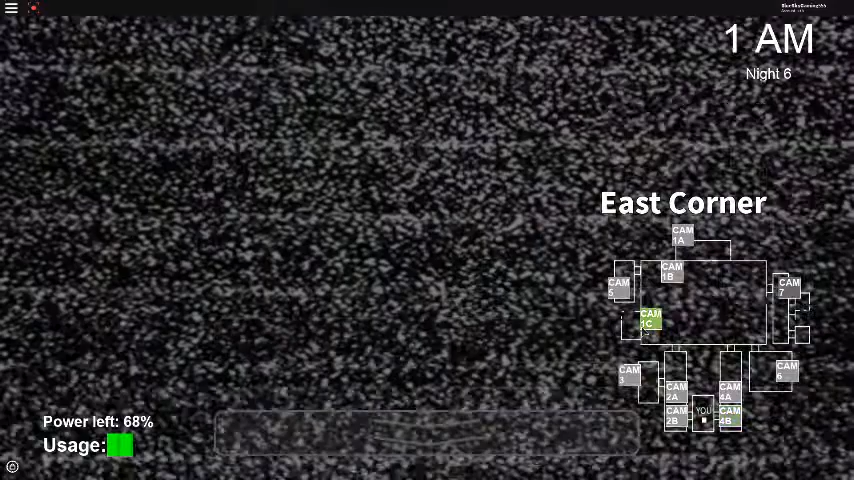 BlueSkyGaming356
1 AM
Night 6
East Corner
CAM
1A
CAM
1B
CAM
5
CAM
7
CAM
1C
CAM
3
CAM
6
CAM
2A
CAM
4A
CAM
2B
YOU
CAM
4B
Power left: 68%
Usage: